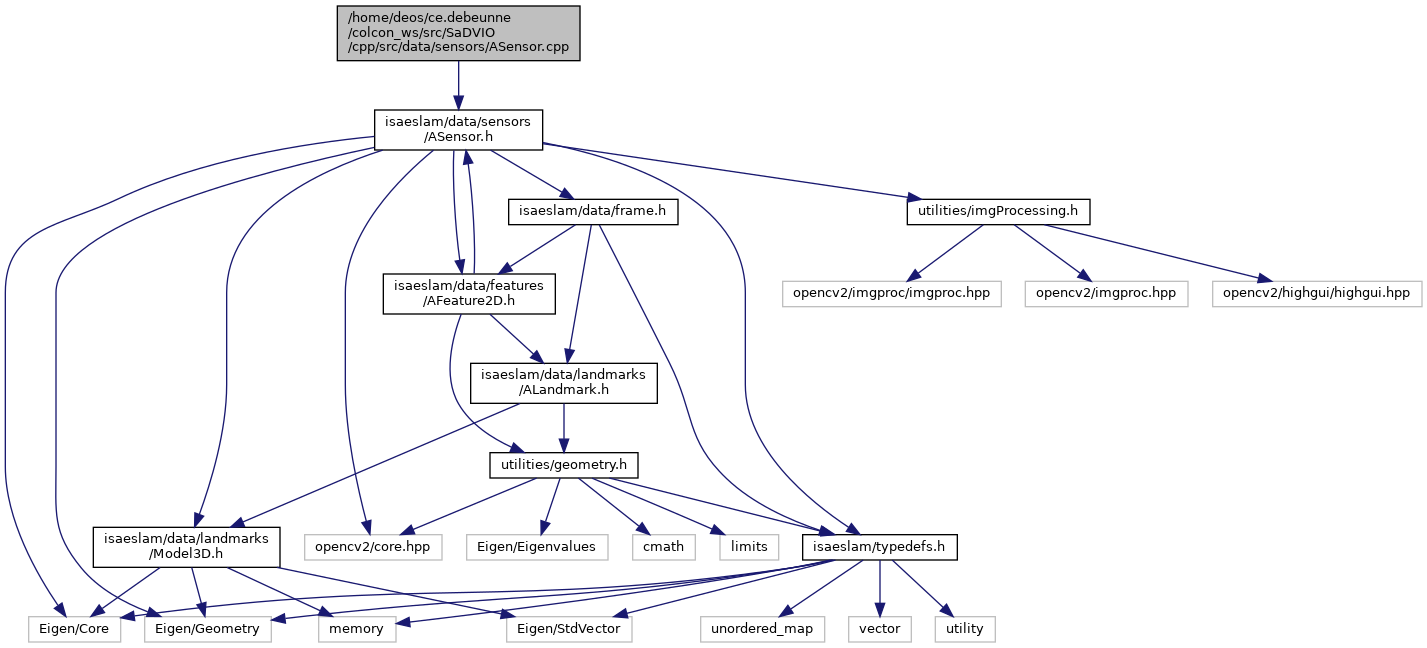 /home/deos/ce.debeunne
/colcon_ws/src/SaDVIO
/cpp/src/data/sensors/ASensor.cpp
isaeslam/data/sensors
/ASensor.h
isaeslam/data/frame.h
utilities/imgProcessing.h
isaeslam/data/features
/AFeature2D.h
opencv2/imgproc/imgproc.hpp
opencv2/imgproc.hpp
opencv2/highgui/highgui.hpp
isaeslam/data/landmarks
/ALandmark.h
utilities/geometry.h
isaeslam/data/landmarks
/Model3D.h
opencv2/core.hpp
Eigen/Eigenvalues
cmath
limits
isaeslam/typedefs.h
Eigen/Core
Eigen/Geometry
memory
Eigen/StdVector
unordered_map
vector
utility